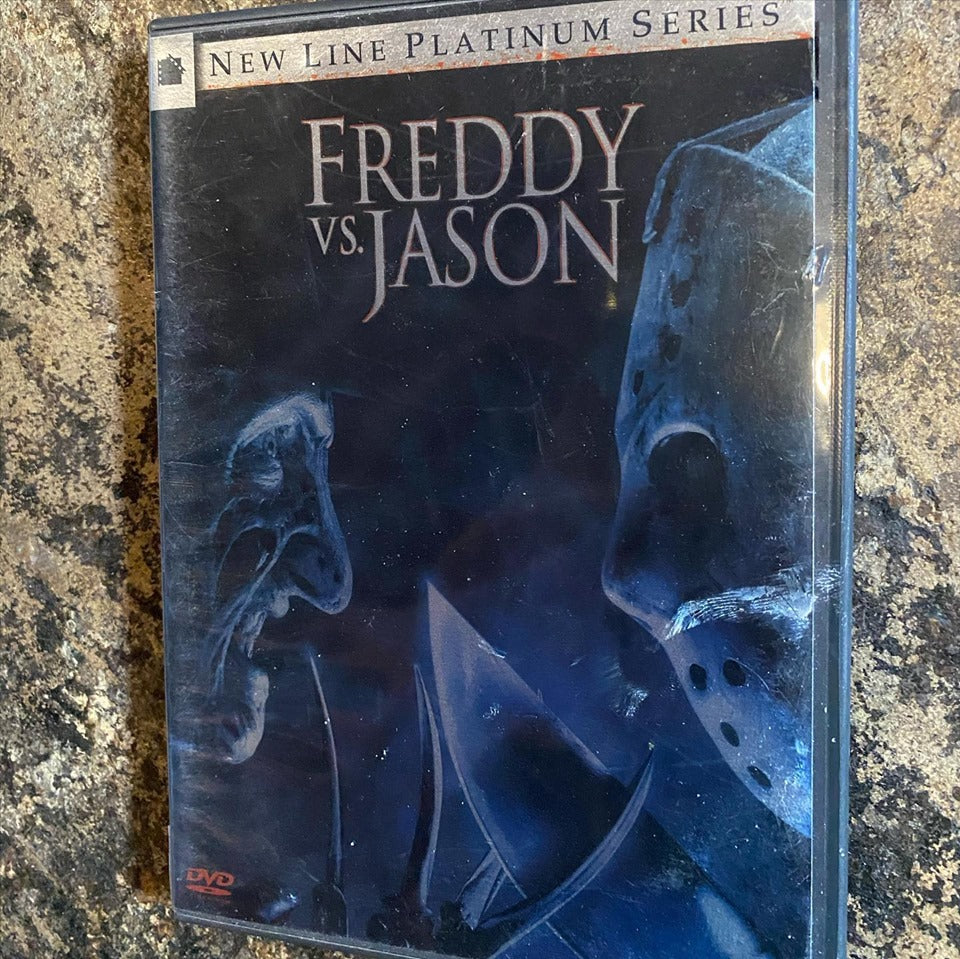 NEW LINE PLATINUM SERIES
FREDDY
VS. JASON
DVD